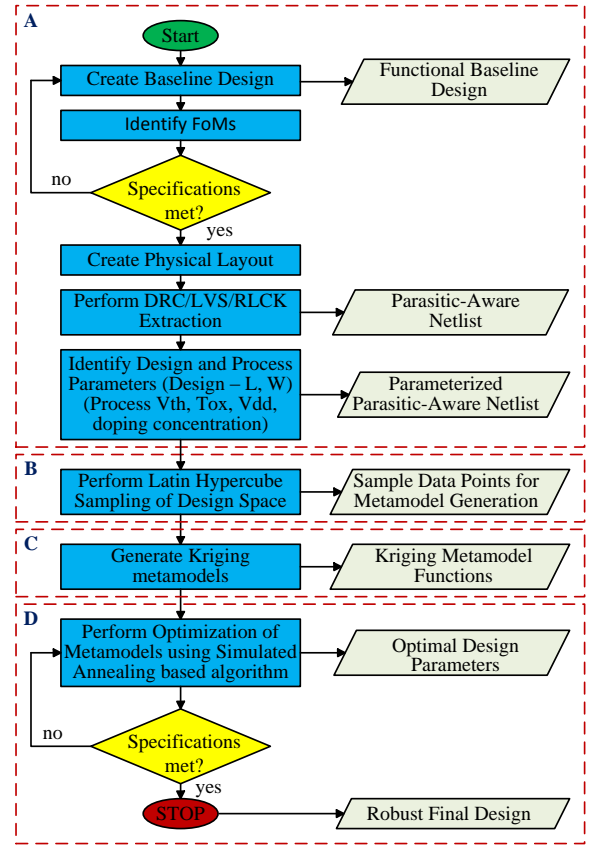 A
Start
Create Baseline Design
Functional Baseline
Design
Identify FoMs
no
Specifications
met?
yes
Create Physical Layout
Perform DRC/LVS/RLCK
Extraction
Parasitic-Aware
Netlist
Identify Design and Process
Parameters (Design – L, W)
(Process Vth, Tox, Vdd,
doping concentration)
Parameterized
Parasitic-Aware Netlist
B
Perform Latin Hypercube
Sampling of Design Space
Sample Data Points for
Metamodel Generation
C
Generate Kriging
metamodels
Kriging Metamodel
Functions
D
Perform Optimization of
Metamodels using Simulated
Annealing based algorithm
Optimal Design
Parameters
no
Specifications
met?
yes
STOP
Robust Final Design